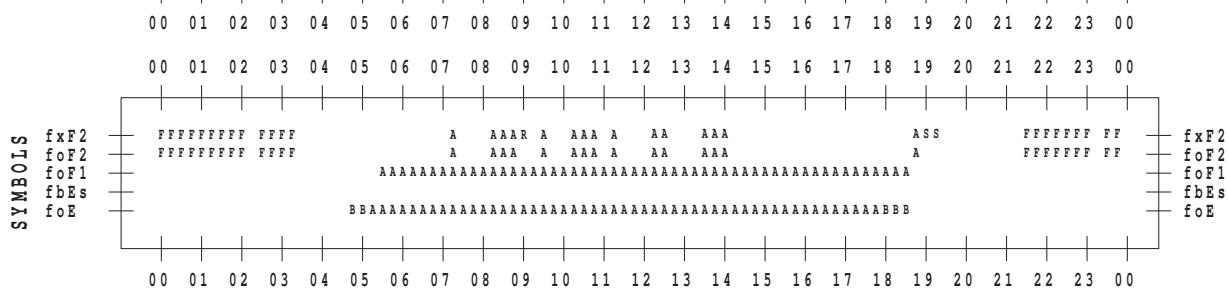 00 01 02 03 04 05 06 07 08 09 10 11 12 13 14 15 16 17 18 19 20 21 22 23 00
00 01 02 03 04 05 06 07 08 09 10 11 12 13 14 15 16 17 18 19 20 21 22 23 00
SYMBOLS
fxF2 FFFFFFFFF FFFF A AAAR A AAA A AA AAA ASS FFFFFFF FF fxF2
foF2 FFFFFFFFF FFFF A AAA A AAA A AA AAA A FFFFFFF FF foF2
foF1 AAAAAAAAAAAAAAAAAAAAAAAAAAAAAAAAAAAAAAAAAAAAAAAAAAAAA foF1
fbEs fbEs
foE BBAAAAAAAAAAAAAAAAAAAAAAAAAAAAAAAAAAAAAAAAAAAAAAAAAAABBB foE
00 01 02 03 04 05 06 07 08 09 10 11 12 13 14 15 16 17 18 19 20 21 22 23 00